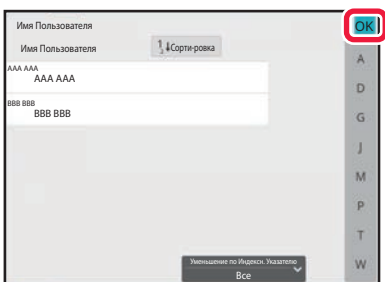 Имя Пользователя
OK
Имя Пользователя
Сорти-ровка
A
AAA AAA
AAA AAA
D
BBB BBB
BBB BBB
G
J
M
P
T
Уменьшение по Индексн. Указателю
W
Все